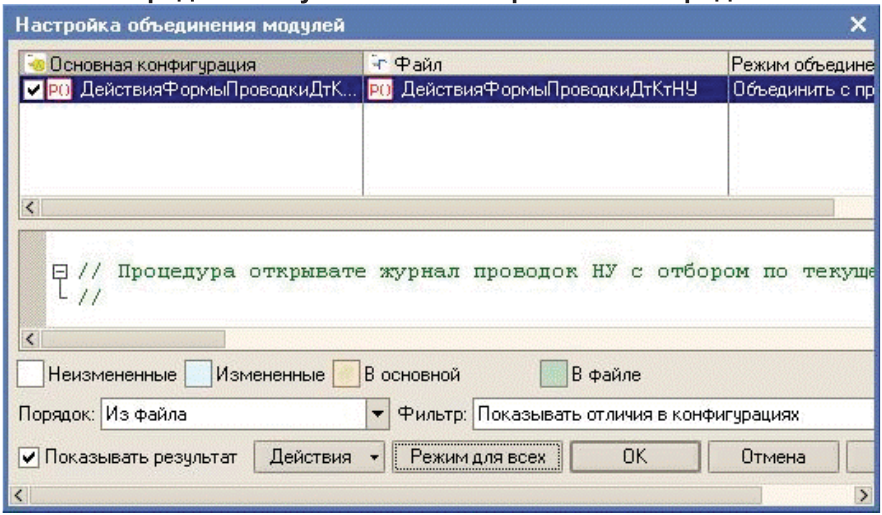 Настройка объединения модулей
Основная конфигурация Файл Режим объедине
P() ДействияФормыПроводкиДтК... P() ДействияФормыПроводкиДтКтНУ Объединить с пр
// Процедура открывате журнал проводок НУ с отбором по текуще
//
Неизмененные Измененные В основной В файле
Порядок: Из файла Фильтр: Показывать отличия в конфигурациях
Показывать результат Действия Режим для всех OK Отмена